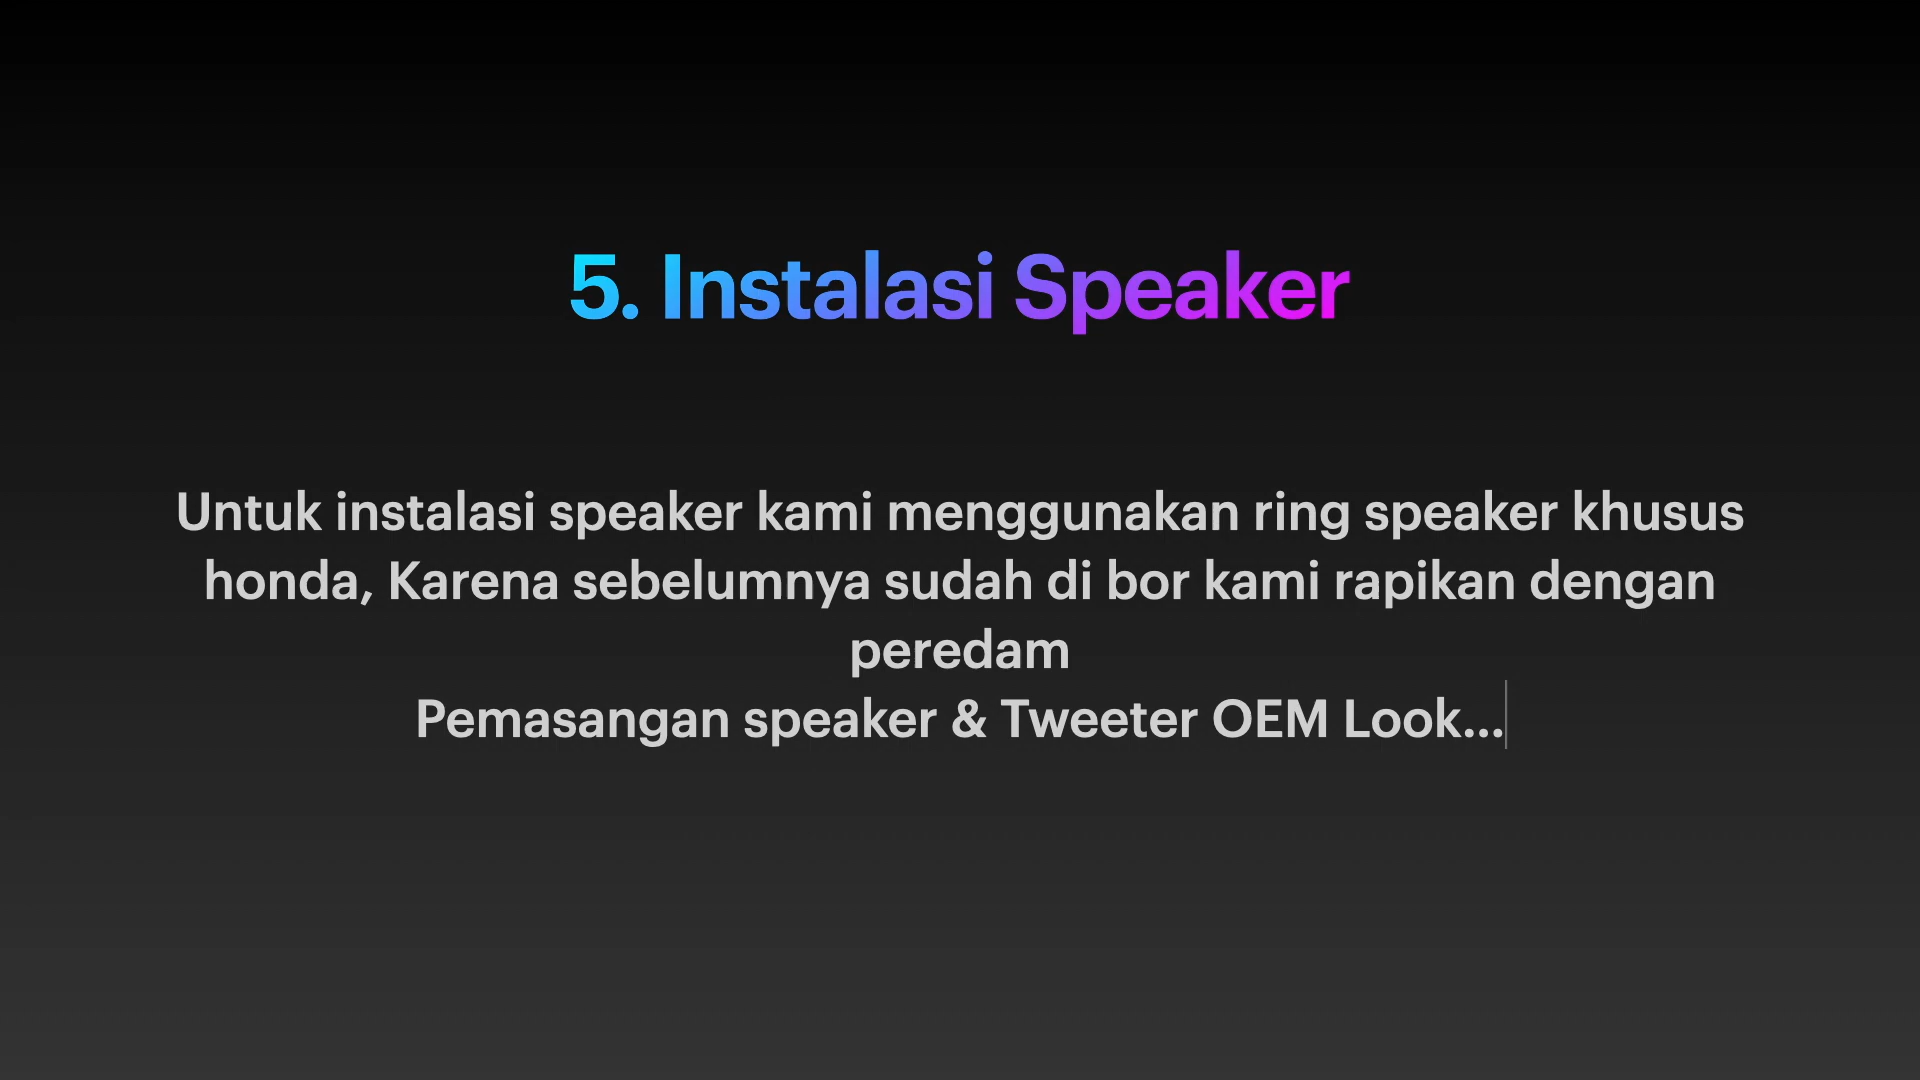 5. Instalasi Speaker
Untuk instalasi speaker kami menggunakan ring speaker khusus
honda, Karena sebelumnya sudah di bor kami rapikan dengan
peredam
Pemasangan speaker & Tweeter OEM Look...